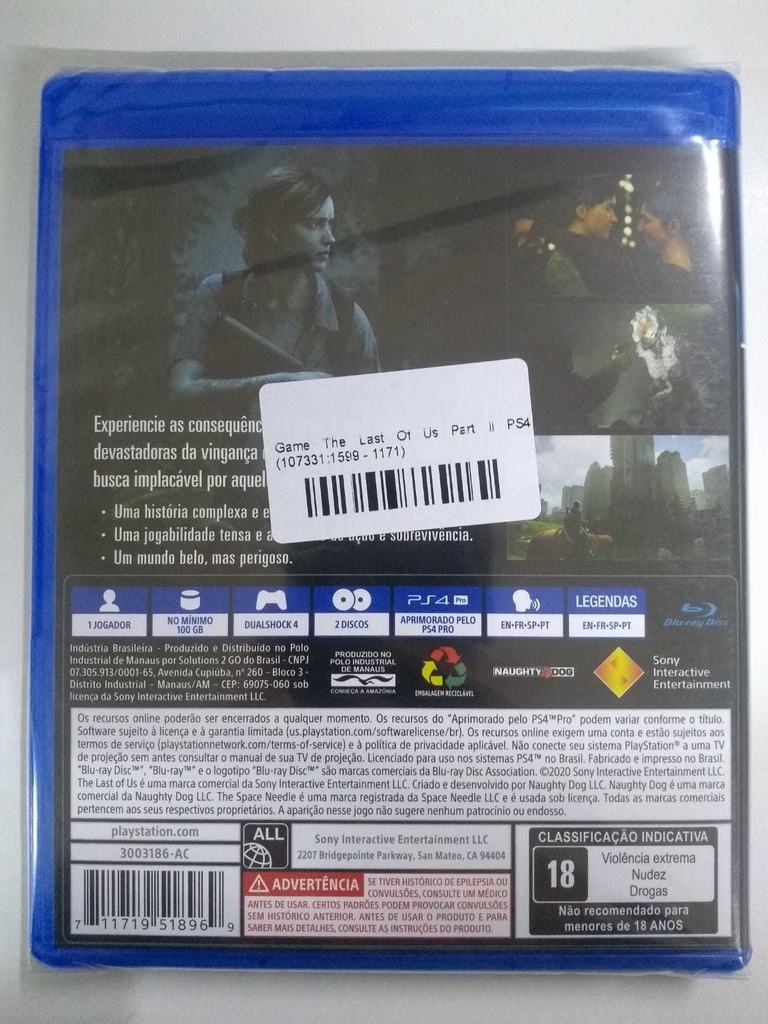 Experiencie as consequênc
devastadoras da vingança
busca implacável por aquel
• Uma história complexa e e
• Uma jogabilidade tensa e a ação e sobrevivência.
• Um mundo belo, mas perigoso.
Game The Last Of Us Part II PS4
(107331:1599 - 1171)
1 JOGADOR
NO MÍNIMO
100 GB
DUALSHOCK 4
2 DISCOS
PS4 Pro
APRIMORADO PELO
PS4 PRO
EN•FR•SP•PT
LEGENDAS
EN•FR•SP•PT
Blu-ray Disc
Indústria Brasileira - Produzido e Distribuído no Polo
Industrial de Manaus por Solutions 2 GO do Brasil - CNPJ
07.305.913/0001-65, Avenida Cupiúba, n° 260 - Bloco 3 -
Distrito Industrial - Manaus/AM - CEP: 69075-060 sob
licença da Sony Interactive Entertainment LLC.
PRODUZIDO NO
POLO INDUSTRIAL
DE MANAUS
CONHEÇA A AMAZÔNIA
EMBALAGEM RECICLÁVEL
NAUGHTY DOG
Sony
Interactive
Entertainment
Os recursos online poderão ser encerrados a qualquer momento. Os recursos do "Aprimorado pelo PS4™Pro" podem variar conforme o título.
Software sujeito à licença e à garantia limitada (us.playstation.com/softwarelicense/br). Os recursos online exigem uma conta e estão sujeitos aos
termos de serviço (playstationnetwork.com/terms-of-service) e à política de privacidade aplicável. Não conecte seu sistema PlayStation® a uma TV
de projeção sem antes consultar o manual de sua TV de projeção. Licenciado para uso nos sistemas PS4™ no Brasil. Fabricado e impresso no Brasil.
"Blu-ray Disc™", "Blu-ray™" e o logotipo "Blu-ray Disc™" são marcas comerciais da Blu-ray Disc Association. ©2020 Sony Interactive Entertainment LLC.
The Last of Us é uma marca comercial da Sony Interactive Entertainment LLC. Criado e desenvolvido por Naughty Dog LLC. Naughty Dog é uma marca
comercial da Naughty Dog LLC. The Space Needle é uma marca registrada da Space Needle LLC e é usada sob licença. Todas as marcas comerciais
pertencem aos seus respectivos proprietários. A aparição nesse jogo não sugere nenhum patrocínio ou endosso.
playstation.com
3003186-AC
7 11719 51896 9
ALL
Sony Interactive Entertainment LLC
2207 Bridgepointe Parkway, San Mateo, CA 94404
ADVERTÊNCIA
SE TIVER HISTÓRICO DE EPILEPSIA OU
CONVULSÕES, CONSULTE UM MÉDICO
ANTES DE USAR. CERTOS PADRÕES PODEM PROVOCAR CONVULSÕES
SEM HISTÓRICO ANTERIOR. ANTES DE USAR O PRODUTO E PARA
SABER MAIS DETALHES, CONSULTE AS INSTRUÇÕES DO PRODUTO.
CLASSIFICAÇÃO INDICATIVA
18
Violência extrema
Nudez
Drogas
Não recomendado para
menores de 18 ANOS